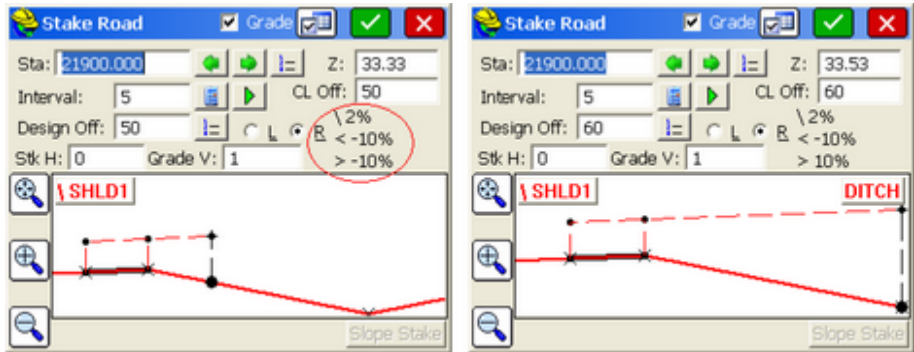 Stake Road Grade
Sta: 21900.000 Z: 33.33
Interval: 5 CL Off: 50
Design Off: 50 L R \ 2%
< -10%
Stk H: 0 Grade V: 1 > -10%
\ SHLD1
Slope Stake
Stake Road Grade
Sta: 21900.000 Z: 33.53
Interval: 5 CL Off: 60
Design Off: 60 L R \ 2%
< -10%
Stk H: 0 Grade V: 1 > 10%
\ SHLD1 DITCH
Slope Stake